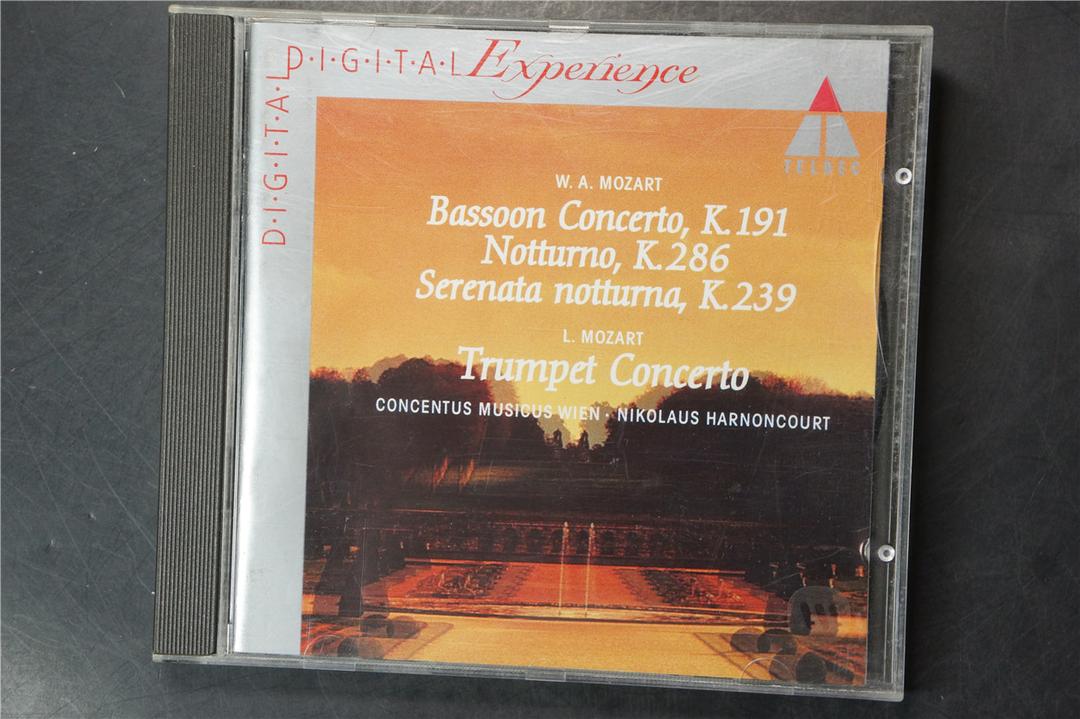 D·I·G·I·T·A·L Experience
D·I·G·I·T·A·L
TELDEC
W. A. MOZART
Bassoon Concerto, K.191
Notturno, K.286
Serenata notturna, K.239
L. MOZART
Trumpet Concerto
CONCENTUS MUSICUS WIEN · NIKOLAUS HARNONCOURT